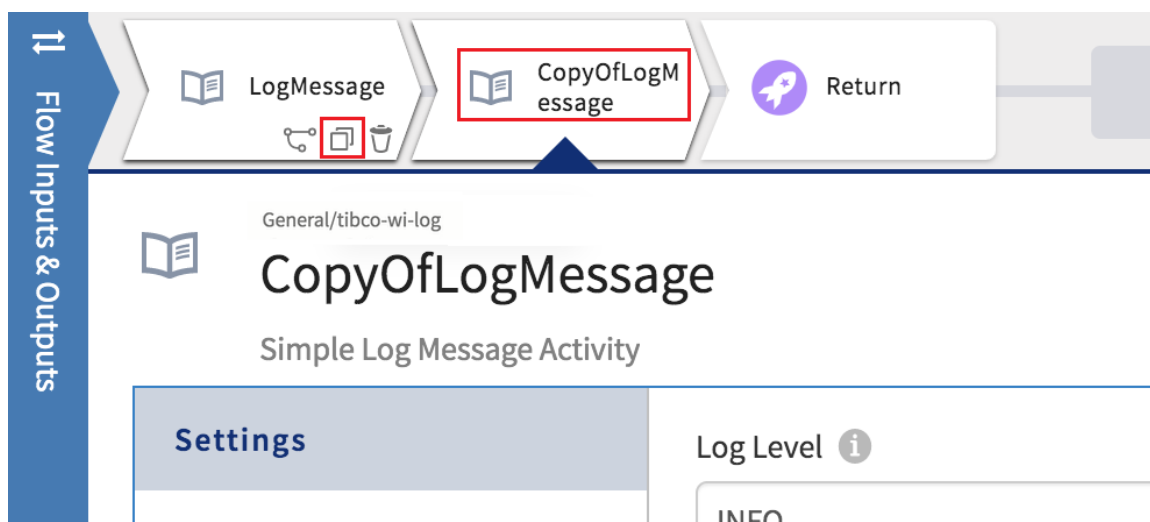 Flow Inputs & Outputs
LogMessage
CopyOfLogM
essage
Return
General/tibco-wi-log
CopyOfLogMessage
Simple Log Message Activity
Settings
Log Level
INFO